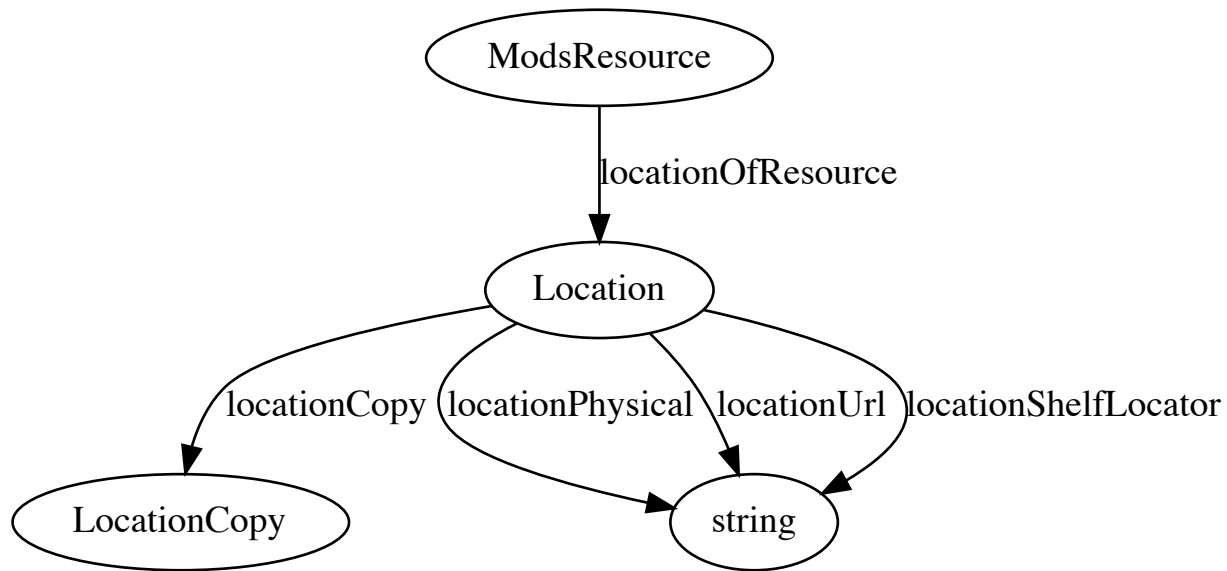 ModsResource
locationOfResource
Location
locationCopy locationPhysical locationUrl locationShelfLocator
LocationCopy string